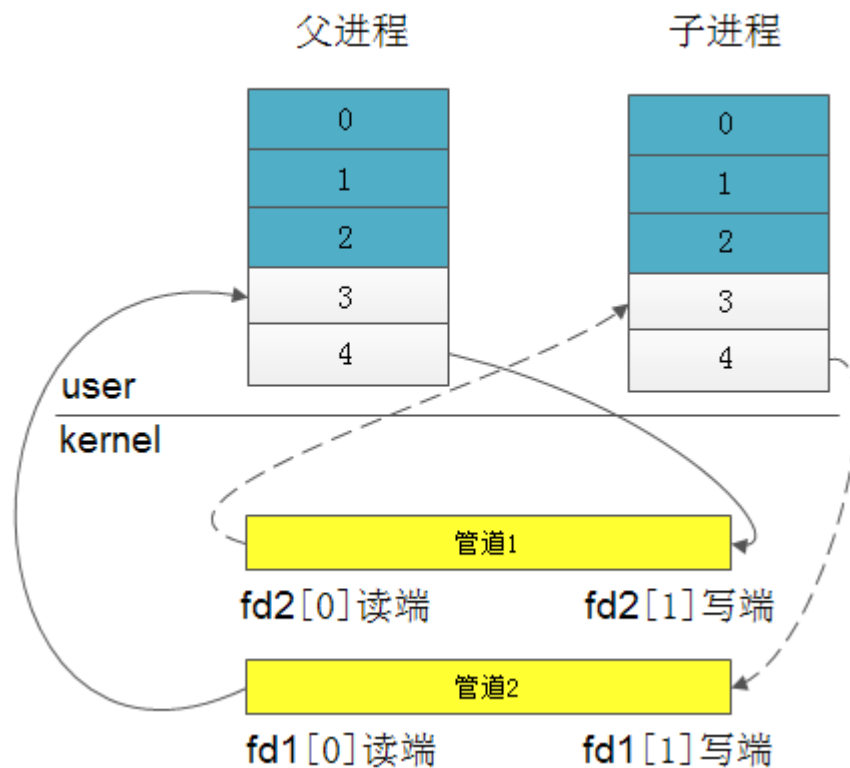 父进程 子进程
0 0
1 1
2 2
3 3
4 4
user
kernel
管道1
fd2[0]读端 fd2[1]写端
管道2
fd1[0]读端 fd1[1]写端